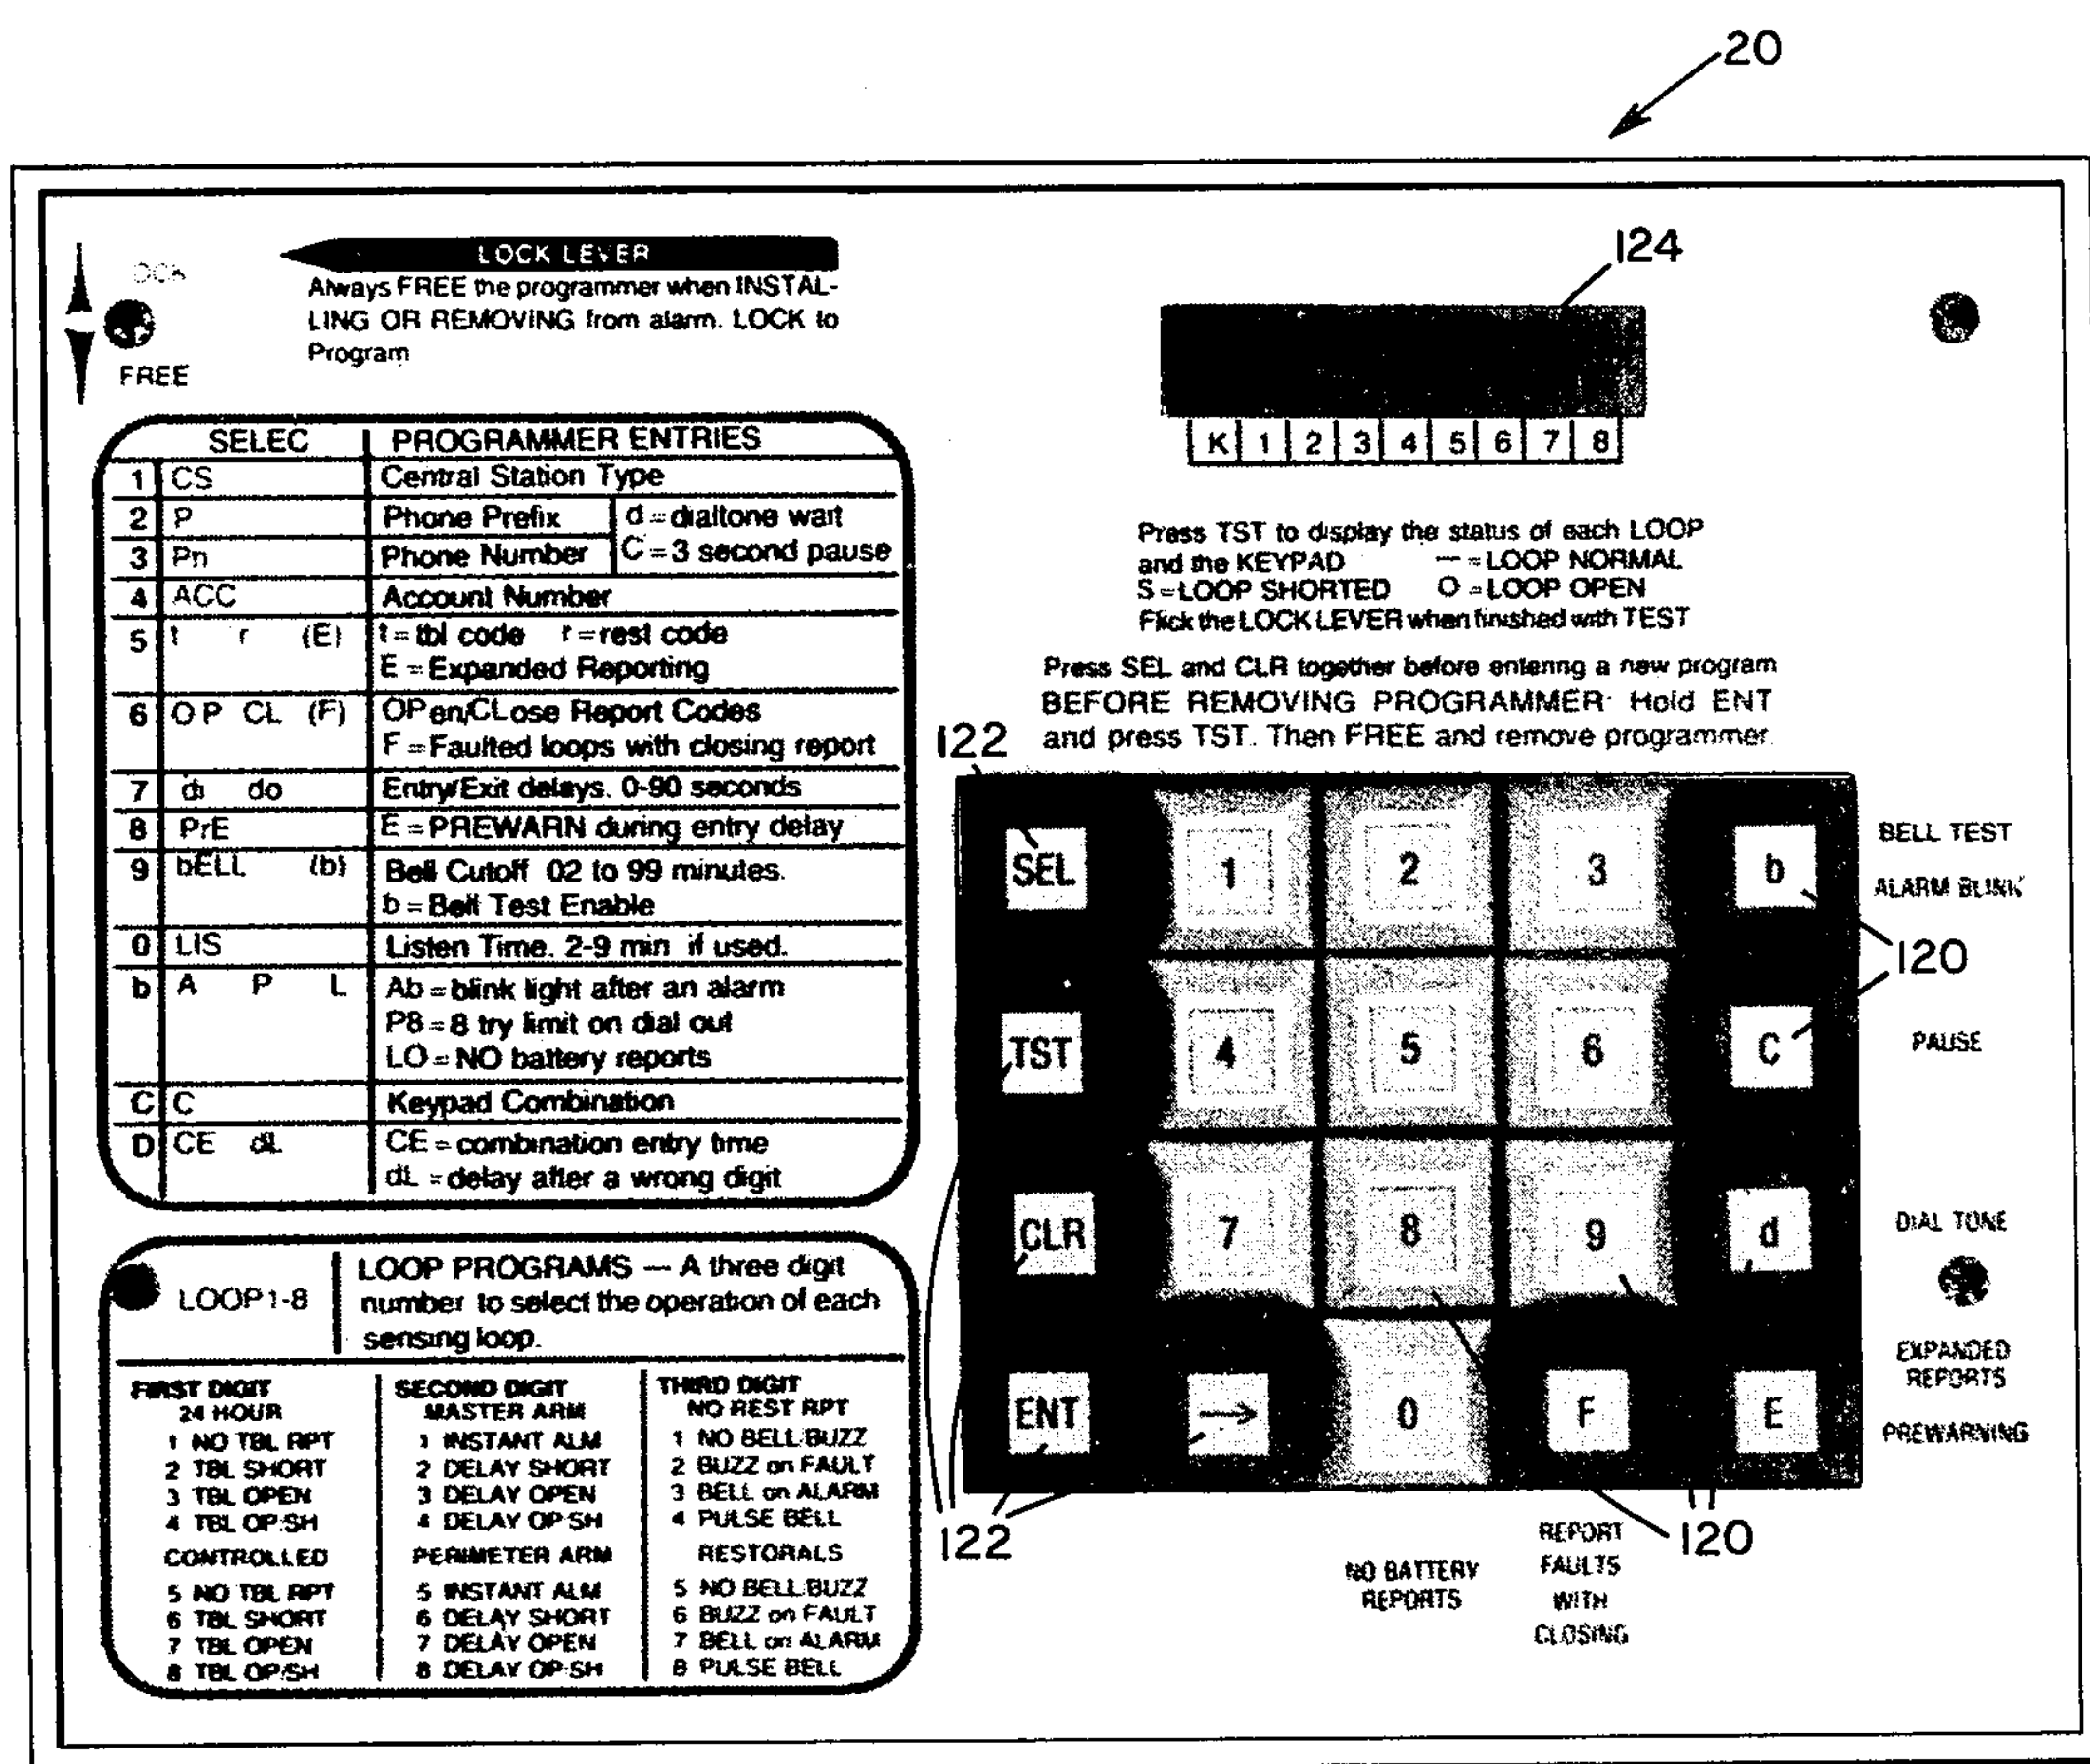 20
LOCK LEVER
Always FREE the programmer when INSTAL-
LING OR REMOVING from alarm. LOCK to
Program
FREE
124
K 1 2 3 4 5 6 7 8
SELEC PROGRAMMER ENTRIES
1 CS Central Station Type
2 P Phone Prefix d=dialtone wait
3 Pn Phone Number C=3 second pause
4 ACC Account Number
5 t r (E) t=tbl code r=rest code
E=Expanded Reporting
6 OP CL (F) OPen/CLose Report Codes
F=Faulted loops with closing report
7 di do Entry/Exit delays. 0-90 seconds
8 PrE E=PREWARN during entry delay
9 bELL (b) Bell Cutoff 02 to 99 minutes.
b=Bell Test Enable
0 LIS Listen Time. 2-9 min if used.
b A P L Ab=blink light after an alarm
P8=8 try limit on dial out
LO=NO battery reports
C C Keypad Combination
D CE dL CE=combination entry time
dL=delay after a wrong digit
Press TST to display the status of each LOOP
and the KEYPAD —=LOOP NORMAL
S=LOOP SHORTED O=LOOP OPEN
Flick the LOCK LEVER when finished with TEST
Press SEL and CLR together before entering a new program
BEFORE REMOVING PROGRAMMER: Hold ENT
and press TST. Then FREE and remove programmer.
122
SEL 1 2 3 b
BELL TEST
ALARM BLINK
120
TST 4 5 6 C
PAUSE
CLR 7 8 9 d
DIAL TONE
ENT → 0 F E
EXPANDED
REPORTS
PREWARNING
122
120
NO BATTERY
REPORTS
REPORT
FAULTS
WITH
CLOSING
LOOP1-8
LOOP PROGRAMS — A three digit
number to select the operation of each
sensing loop.
FIRST DIGIT SECOND DIGIT THIRD DIGIT
24 HOUR MASTER ARM NO REST RPT
1 NO TBL RPT 1 INSTANT ALM 1 NO BELL/BUZZ
2 TBL SHORT 2 DELAY SHORT 2 BUZZ on FAULT
3 TBL OPEN 3 DELAY OPEN 3 BELL on ALARM
4 TBL OP/SH 4 DELAY OP/SH 4 PULSE BELL
CONTROLLED PERIMETER ARM RESTORALS
5 NO TBL RPT 5 INSTANT ALM 5 NO BELL/BUZZ
6 TBL SHORT 6 DELAY SHORT 6 BUZZ on FAULT
7 TBL OPEN 7 DELAY OPEN 7 BELL on ALARM
8 TBL OP/SH 8 DELAY OP/SH 8 PULSE BELL